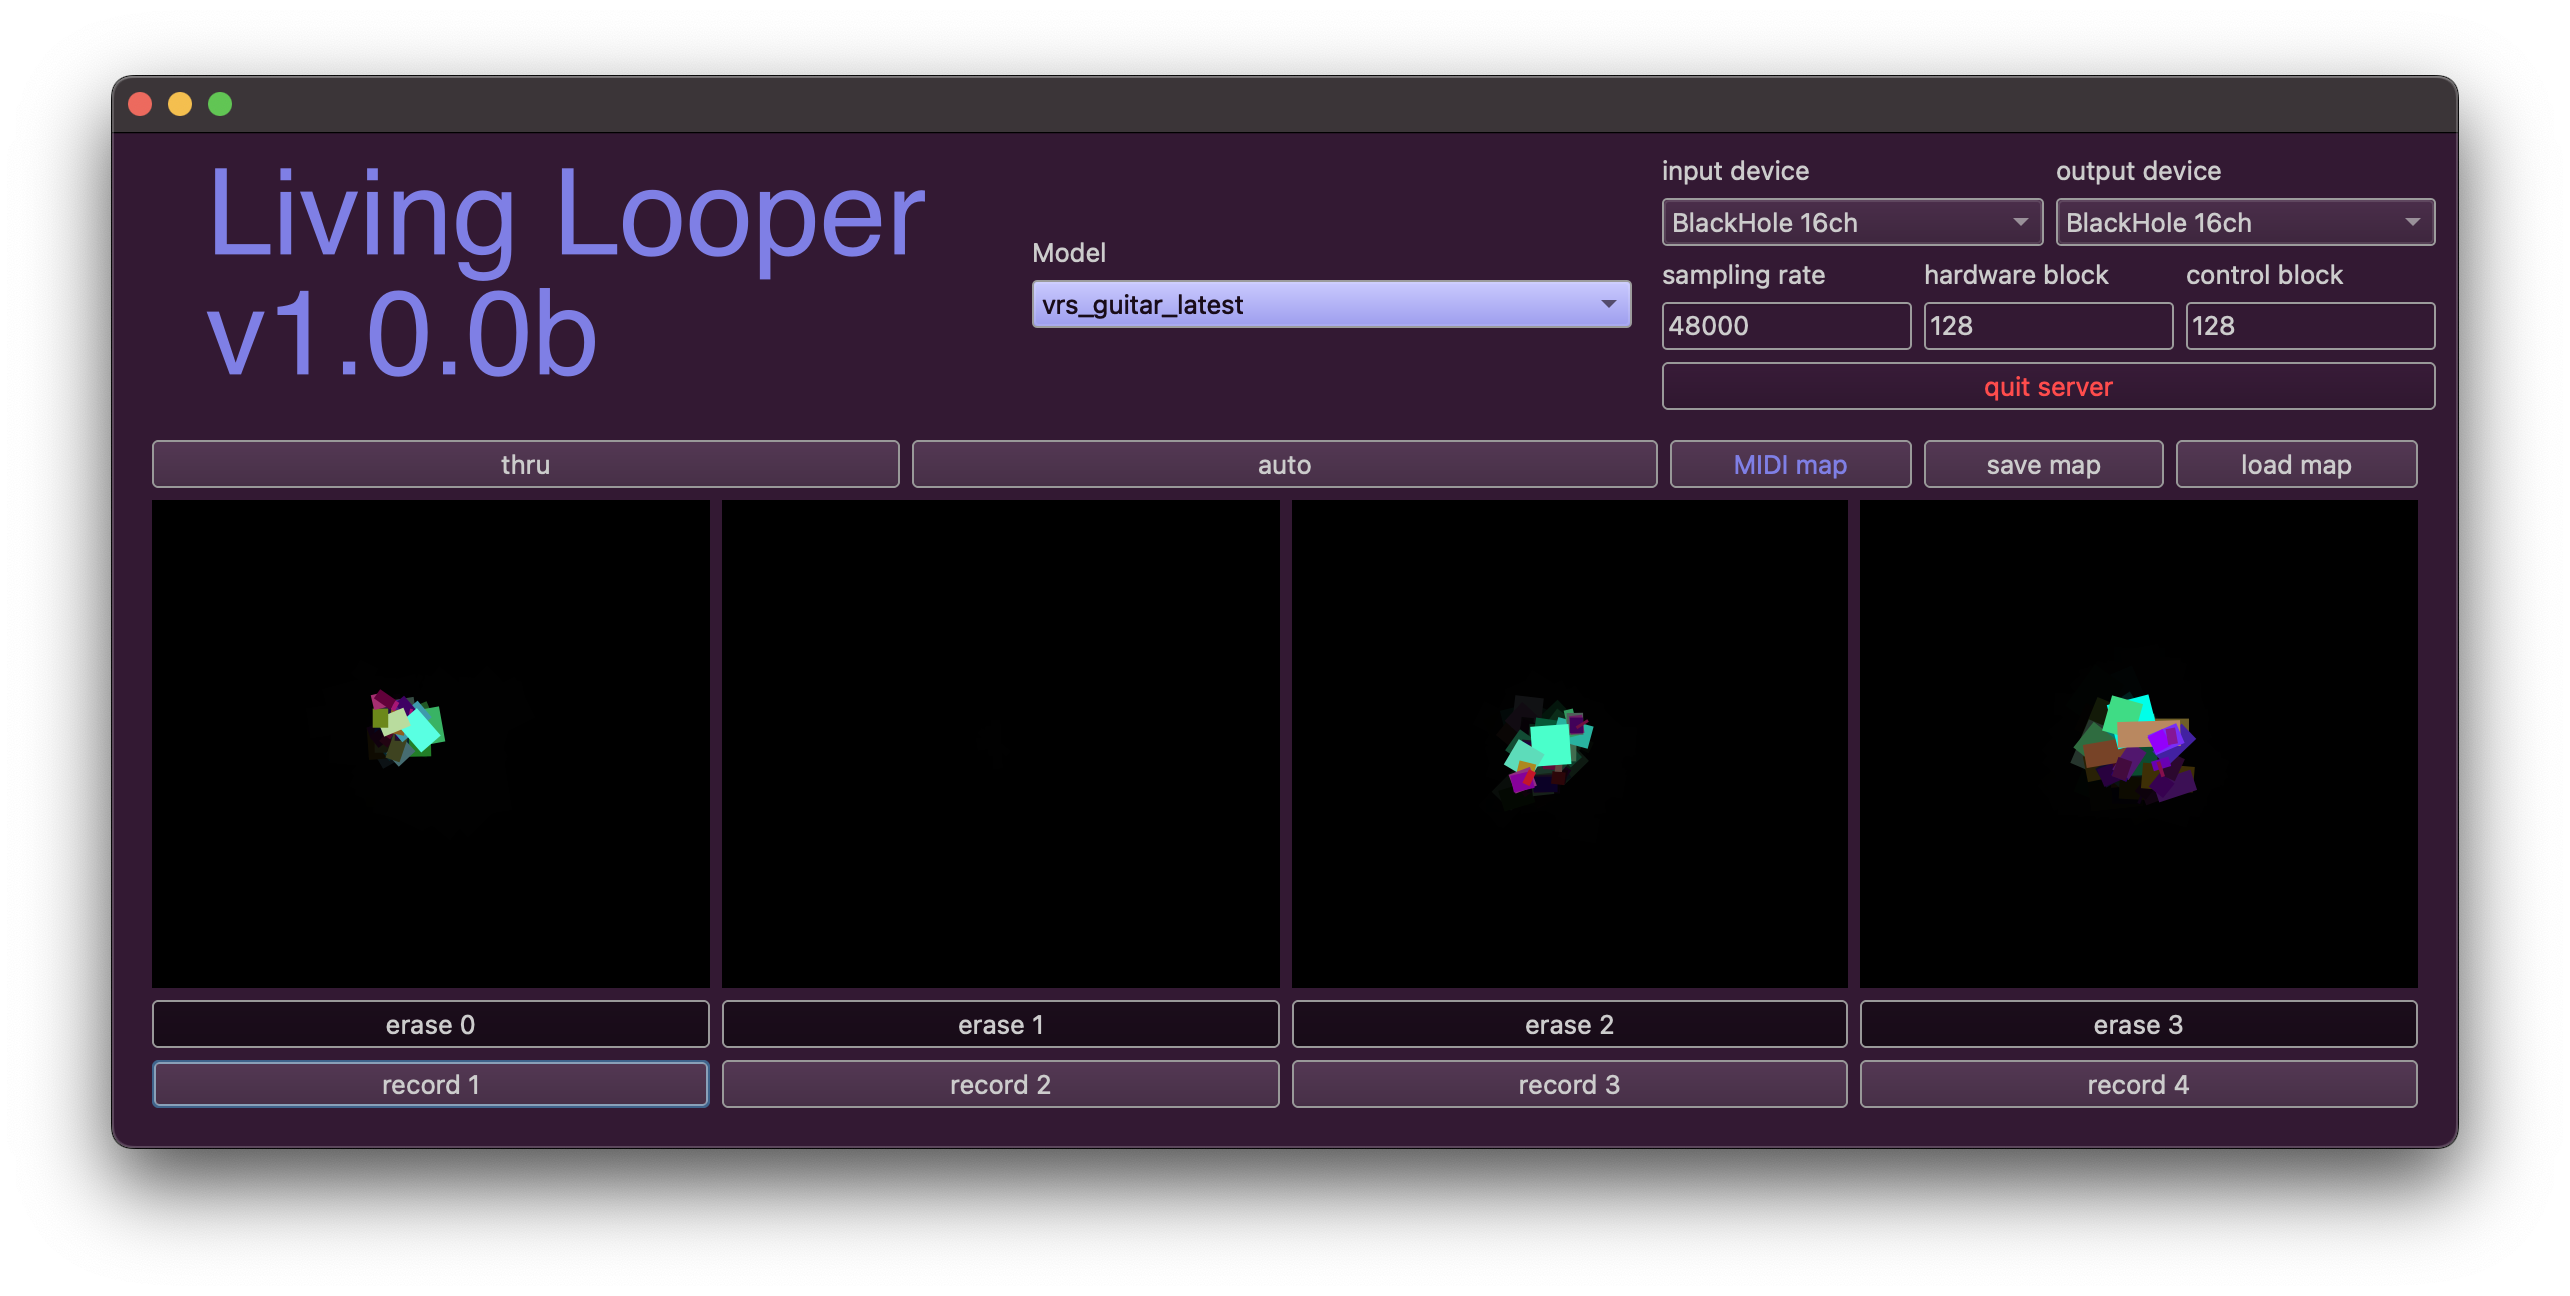 Living Looper
v1.0.0b
Model
vrs_guitar_latest
input device
output device
BlackHole 16ch
BlackHole 16ch
sampling rate
hardware block
control block
48000
128
128
quit server
thru
auto
MIDI map
save map
load map
erase 0
erase 1
erase 2
erase 3
record 1
record 2
record 3
record 4